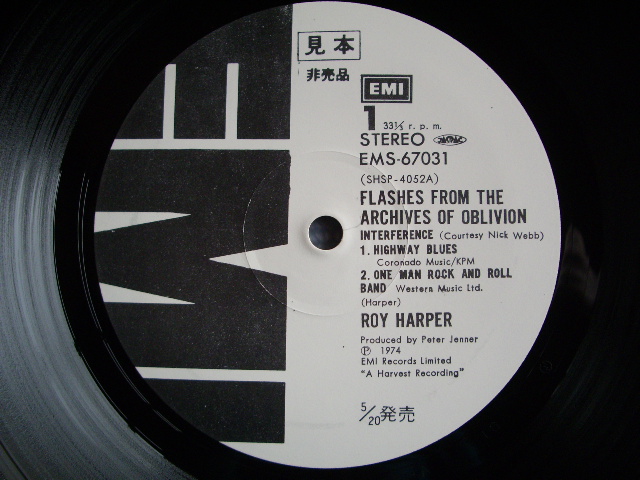 見本
非売品
EMI
EMI
1 33⅓ r. p. m.
STEREO
EMS-67031
(SHSP-4052A)
FLASHES FROM THE
ARCHIVES OF OBLIVION
INTERFERENCE (Courtesy Nick Webb)
1. HIGHWAY BLUES
Coronado Music/KPM
2. ONE MAN ROCK AND ROLL
BAND Western Music Ltd.
(Harper)
ROY HARPER
Produced by Peter Jenner
Ⓟ 1974
EMI Records Limited
"A Harvest Recording"
5/20発売